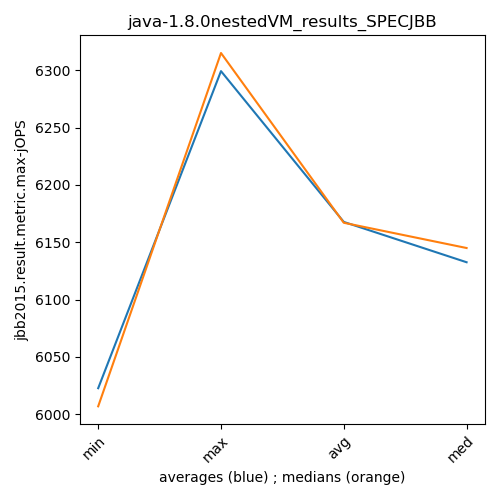 java-1.8.0nestedVM_results_SPECJBB
jbb2015.result.metric.max-jOPS
6300
6250
6200
6150
6100
6050
6000
min
max
avg
med
averages (blue) ; medians (orange)